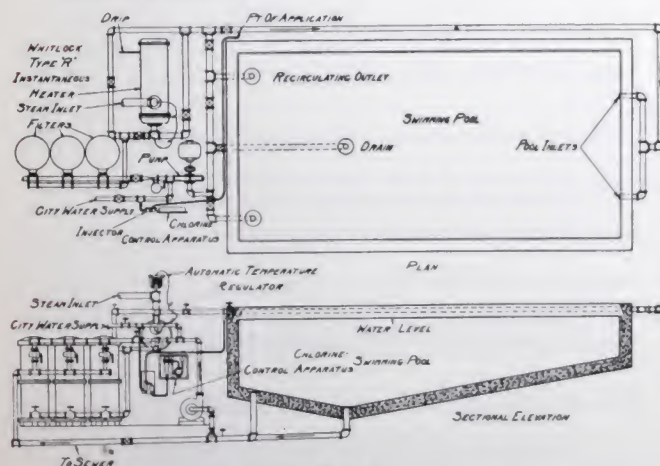 DRIP
PT OF APPLICATION
WHITLOCK
TYPE "R"
INSTANTANEOUS
HEATER
STEAM INLET
FILTERS
RECIRCULATING OUTLET
SWIMMING POOL
PUMP
DRAIN
POOL INLETS
CITY WATER SUPPLY
INJECTOR
CHLORINE
CONTROL APPARATUS
PLAN
AUTOMATIC TEMPERATURE
REGULATOR
STEAM INLET
CITY WATER SUPPLY
WATER LEVEL
CHLORINE-
CONTROL APPARATUS
SWIMMING POOL
SECTIONAL ELEVATION
TO SEWER